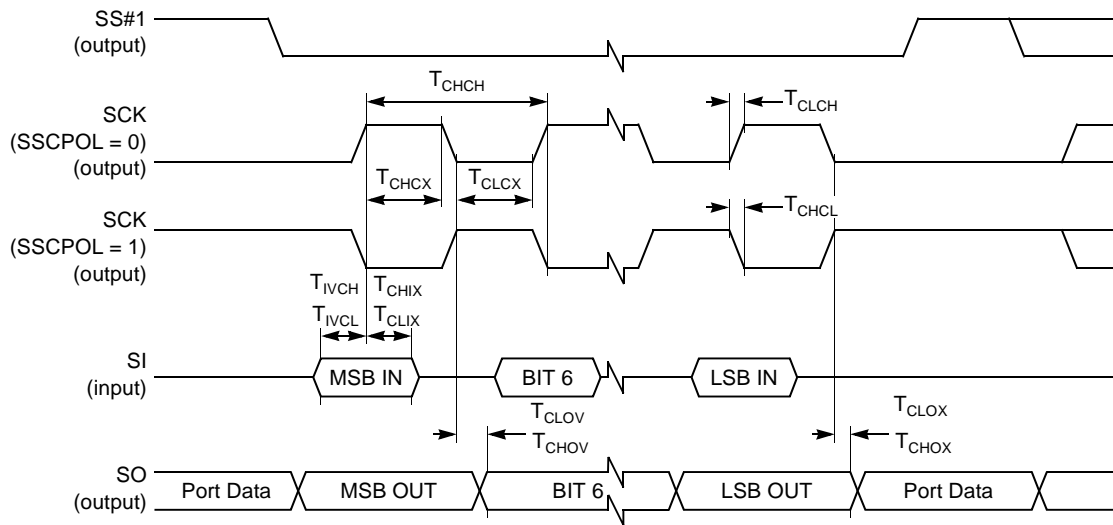 SS#1
(output)
T_CHCH
T_CLCH
SCK
(SSCPOL = 0)
(output)
T_CHCX
T_CLCX
T_CHCL
SCK
(SSCPOL = 1)
(output)
T_IVCH
T_CHIX
T_IVCL
T_CLIX
SI
(input)
MSB IN
BIT 6
LSB IN
T_CLOV
T_CLOX
T_CHOV
T_CHOX
SO
(output)
Port Data
MSB OUT
BIT 6
LSB OUT
Port Data